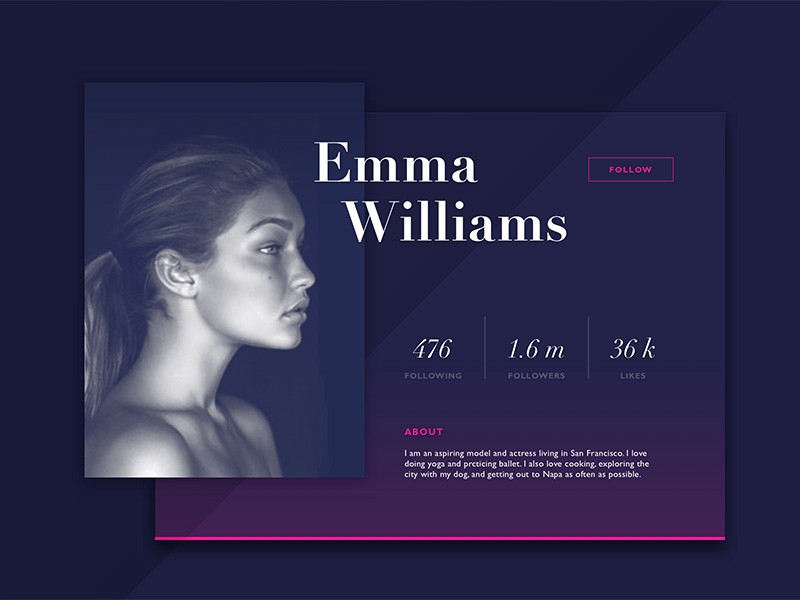 Emma
Williams
FOLLOW
476
FOLLOWING
1.6 m
FOLLOWERS
36 k
LIKES
ABOUT
I am an aspiring model and actress living in San Francisco. I love
doing yoga and prcticing ballet. I also love cooking, exploring the
city with my dog, and getting out to Napa as often as possible.